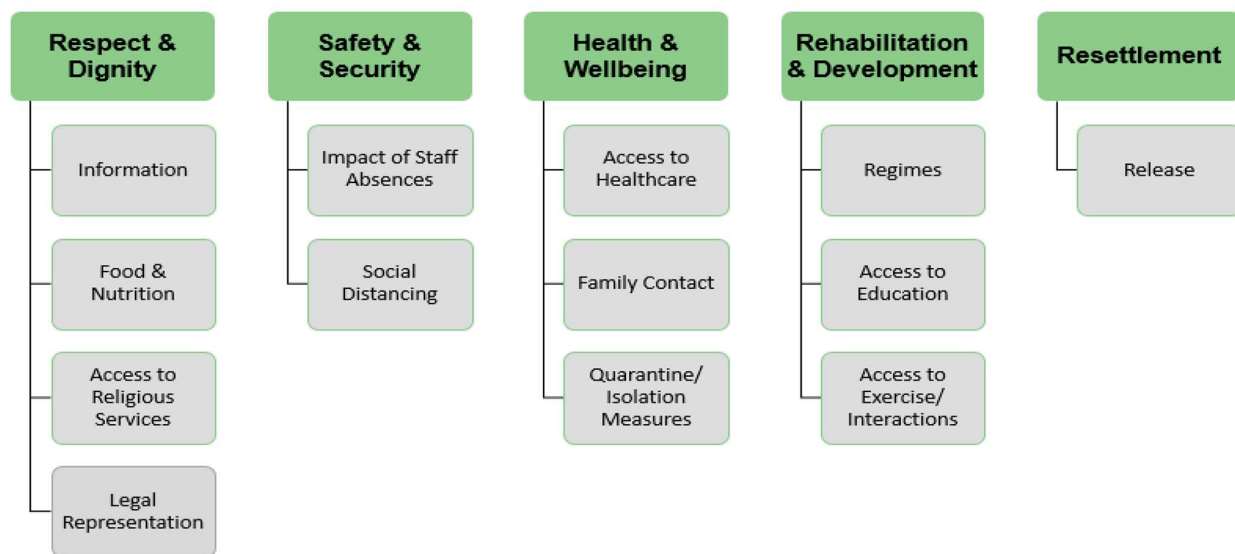 Respect &
Dignity
Information
Food &
Nutrition
Access to
Religious
Services
Legal
Representation
Safety &
Security
Impact of Staff
Absences
Social
Distancing
Health &
Wellbeing
Access to
Healthcare
Family Contact
Quarantine/
Isolation
Measures
Rehabilitation
& Development
Regimes
Access to
Education
Access to
Exercise/
Interactions
Resettlement
Release